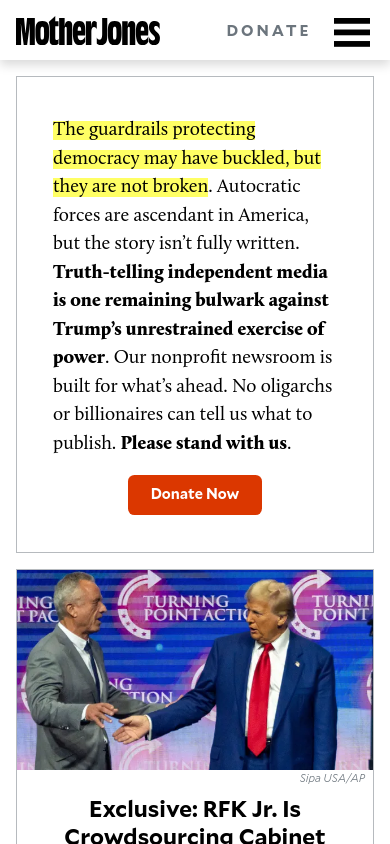 Mother Jones
DONATE
The guardrails protecting
democracy may have buckled, but
they are not broken. Autocratic
forces are ascendant in America,
but the story isn’t fully written.
Truth-telling independent media
is one remaining bulwark against
Trump’s unrestrained exercise of
power. Our nonprofit newsroom is
built for what’s ahead. No oligarchs
or billionaires can tell us what to
publish. Please stand with us.
Donate Now
TURNING
POINT ACTION
TURNIN
POINT
Sipa USA/AP
Exclusive: RFK Jr. Is
Crowdsourcing Cabinet